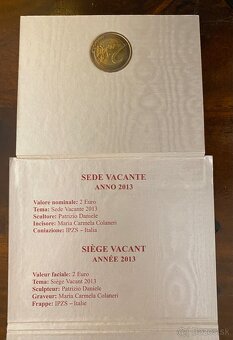 SEDE VACANTE
ANNO 2013
Valore nominale: 2 Euro
Tema: Sede Vacante 2013
Scultore: Patrizio Daniele
Incisore: Maria Carmela Colaneri
Coniazione: IPZS – Italia
SIÈGE VACANT
ANNÉE 2013
Valeur faciale: 2 Euro
Tema: Siège Vacant 2013
Sculpteur: Patrizio Daniele
Graveur: Maria Carmela Colaneri
Frappe: IPZS – Italie